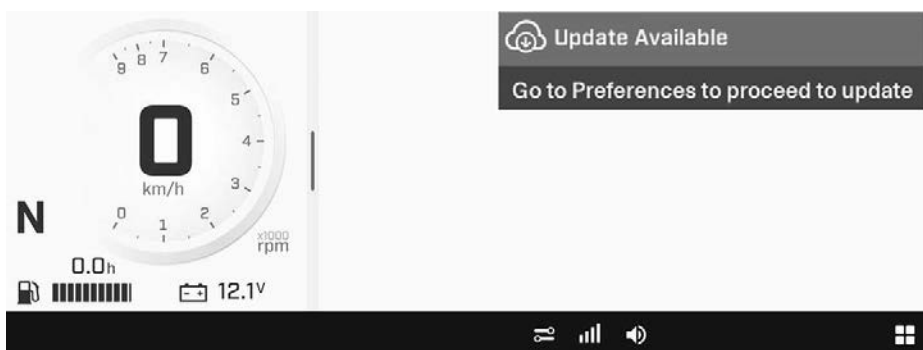 Update Available
Go to Preferences to proceed to update
9 8 7 6
5
4
3
2
1
0
0
km/h
x1000
rpm
N
0.0h
12.1V